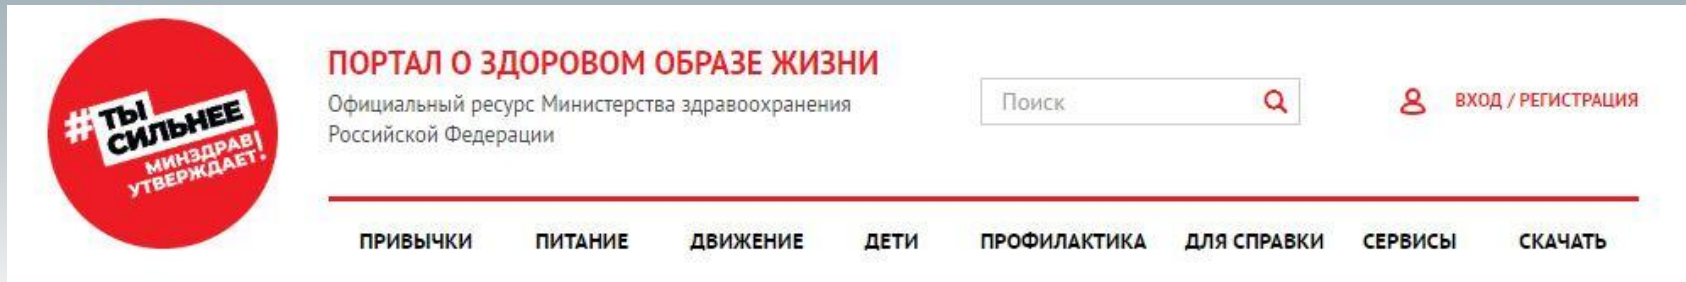 #ТЫ
СИЛЬНЕЕ
МИНЗДРАВ
УТВЕРЖДАЕТ!
ПОРТАЛ О ЗДОРОВОМ ОБРАЗЕ ЖИЗНИ
Официальный ресурс Министерства здравоохранения
Российской Федерации
Поиск
ВХОД / РЕГИСТРАЦИЯ
ПРИВЫЧКИ ПИТАНИЕ ДВИЖЕНИЕ ДЕТИ ПРОФИЛАКТИКА ДЛЯ СПРАВКИ СЕРВИСЫ СКАЧАТЬ